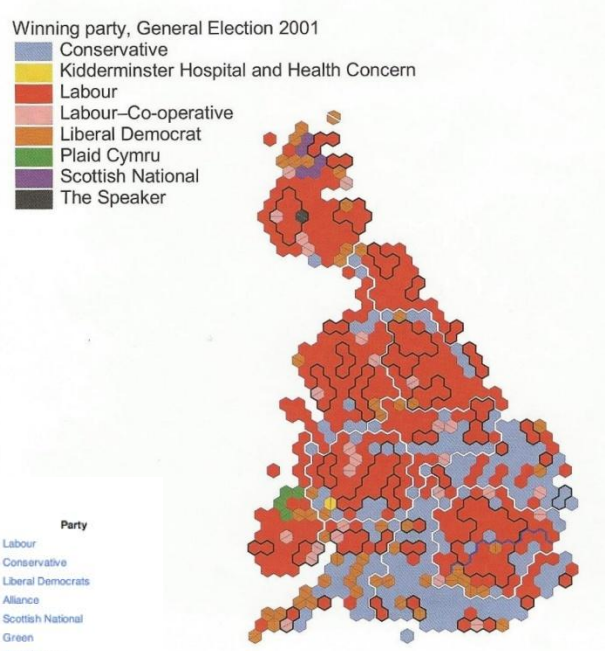 Winning party, General Election 2001
Conservative
Kidderminster Hospital and Health Concern
Labour
Labour–Co-operative
Liberal Democrat
Plaid Cymru
Scottish National
The Speaker
Party
Labour
Conservative
Liberal Democrats
Alliance
Scottish National
Green